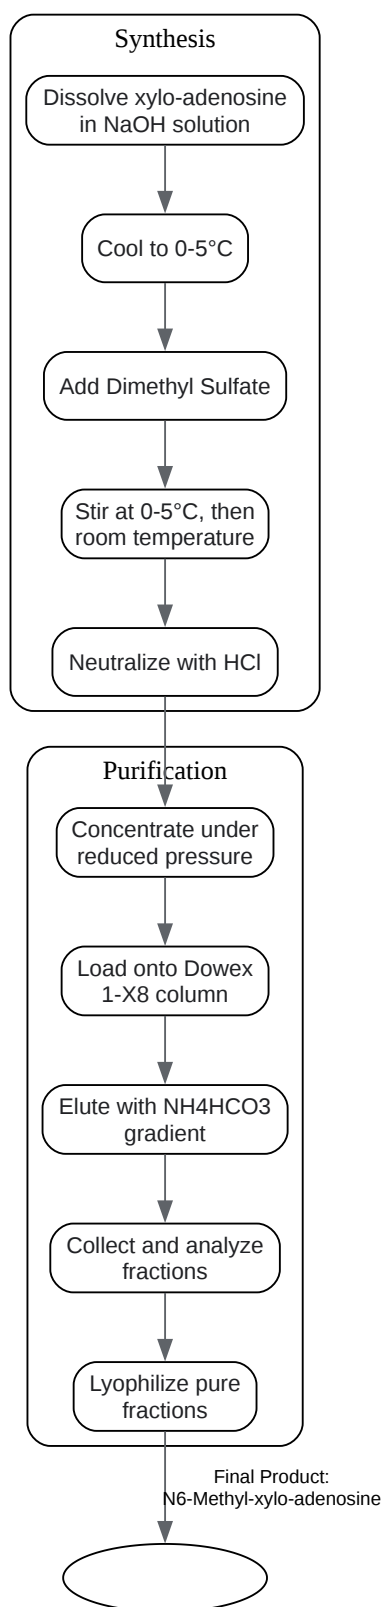 Synthesis
Dissolve xylo-adenosine
in NaOH solution
Cool to 0-5°C
Add Dimethyl Sulfate
Stir at 0-5°C, then
room temperature
Neutralize with HCl
Purification
Concentrate under
reduced pressure
Load onto Dowex
1-X8 column
Elute with NH4HCO3
gradient
Collect and analyze
fractions
Lyophilize pure
fractions
Final Product:
N6-Methyl-xylo-adenosine